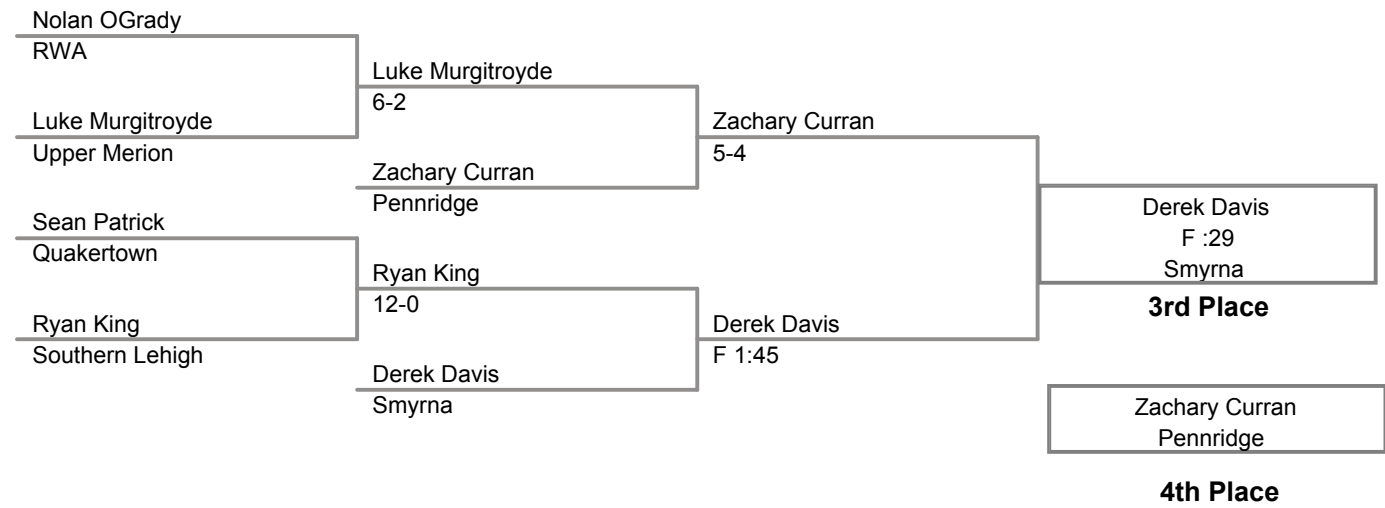 Nolan OGrady
RWA
Luke Murgitroyde
6-2
Luke Murgitroyde
Upper Merion
Zachary Curran
5-4
Zachary Curran
Pennridge
Sean Patrick
Quakertown
Ryan King
12-0
Ryan King
Southern Lehigh
Derek Davis
F 1:45
Derek Davis
Smyrna
Derek Davis
F :29
Smyrna
3rd Place
Zachary Curran
Pennridge
4th Place